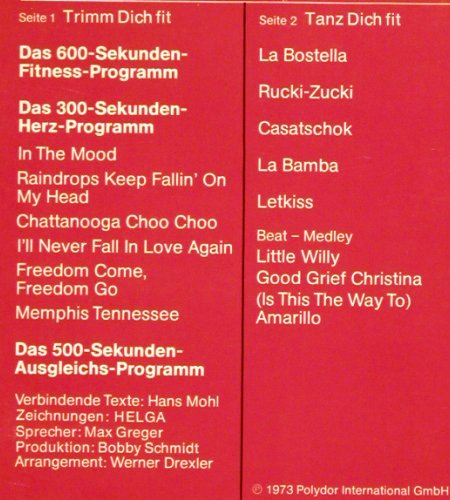 Seite 1 Trimm Dich fit
Das 600-Sekunden-
Fitness-Programm
Das 300-Sekunden-
Herz-Programm
In The Mood
Raindrops Keep Fallin' On
My Head
Chattanooga Choo Choo
I'll Never Fall In Love Again
Freedom Come,
Freedom Go
Memphis Tennessee
Das 500-Sekunden-
Ausgleichs-Programm
Verbindende Texte: Hans Mohl
Zeichnungen: HELGA
Sprecher: Max Greger
Produktion: Bobby Schmidt
Arrangement: Werner Drexler
Seite 2 Tanz Dich fit
La Bostella
Rucki-Zucki
Casatschok
La Bamba
Letkiss
Beat – Medley
Little Willy
Good Grief Christina
(Is This The Way To)
Amarillo
℗ 1973 Polydor International GmbH